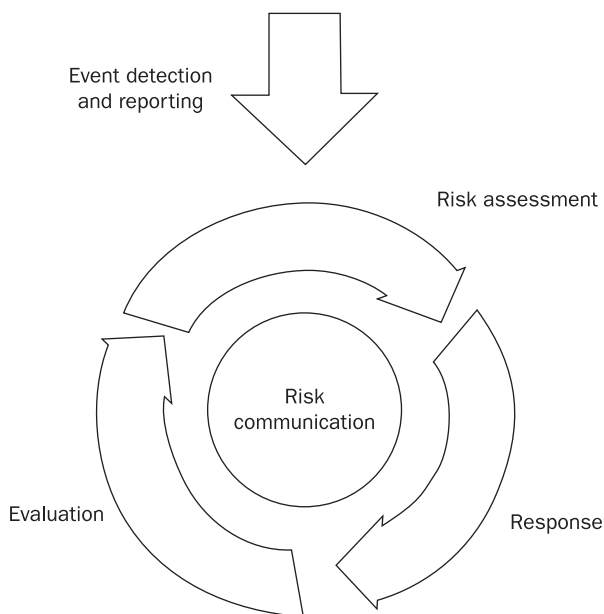 Event detection
and reporting
Risk assessment
Risk
communication
Evaluation
Response